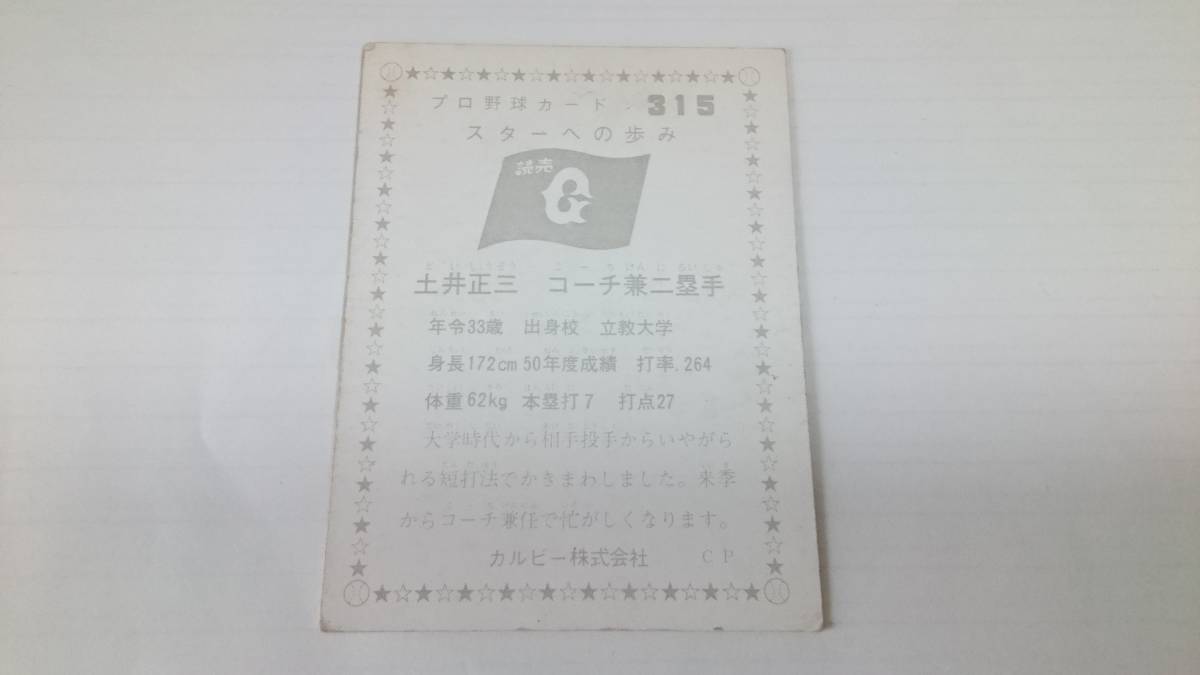 プロ野球カード 315
スターへの歩み
読売
G
土井正三 コーチ兼二塁手
年令33歳 出身校 立教大学
身長172cm 50年度成績 打率.264
体重62kg 本塁打7 打点27
大学時代から相手投手からいやがら
れる短打法でかきまわしました。来季
からコーチ兼任で忙がしくなります。
カルビー株式会社 CP